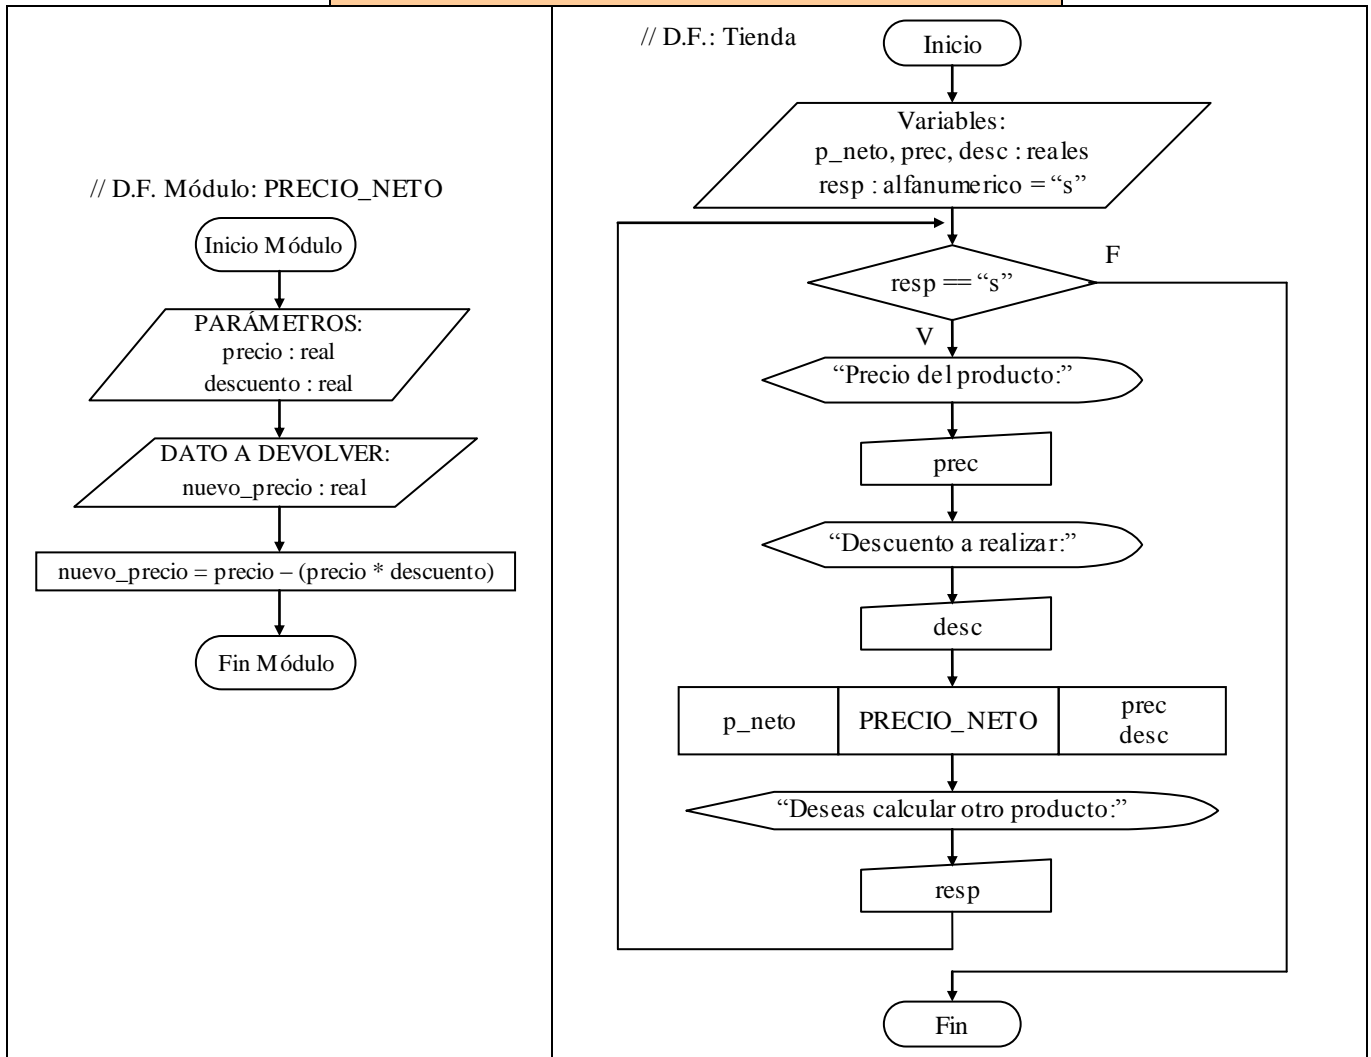 // D.F. Módulo: PRECIO_NETO
Inicio Módulo
PARÁMETROS:
precio : real
descuento : real
DATO A DEVOLVER:
nuevo_precio : real
nuevo_precio = precio – (precio * descuento)
Fin Módulo
// D.F.: Tienda
Inicio
Variables:
p_neto, prec, desc : reales
resp : alfanumerico = “s”
resp == “s”
F
V
“Precio del producto:”
prec
“Descuento a realizar:”
desc
p_neto
PRECIO_NETO
prec
desc
“Deseas calcular otro producto:”
resp
Fin